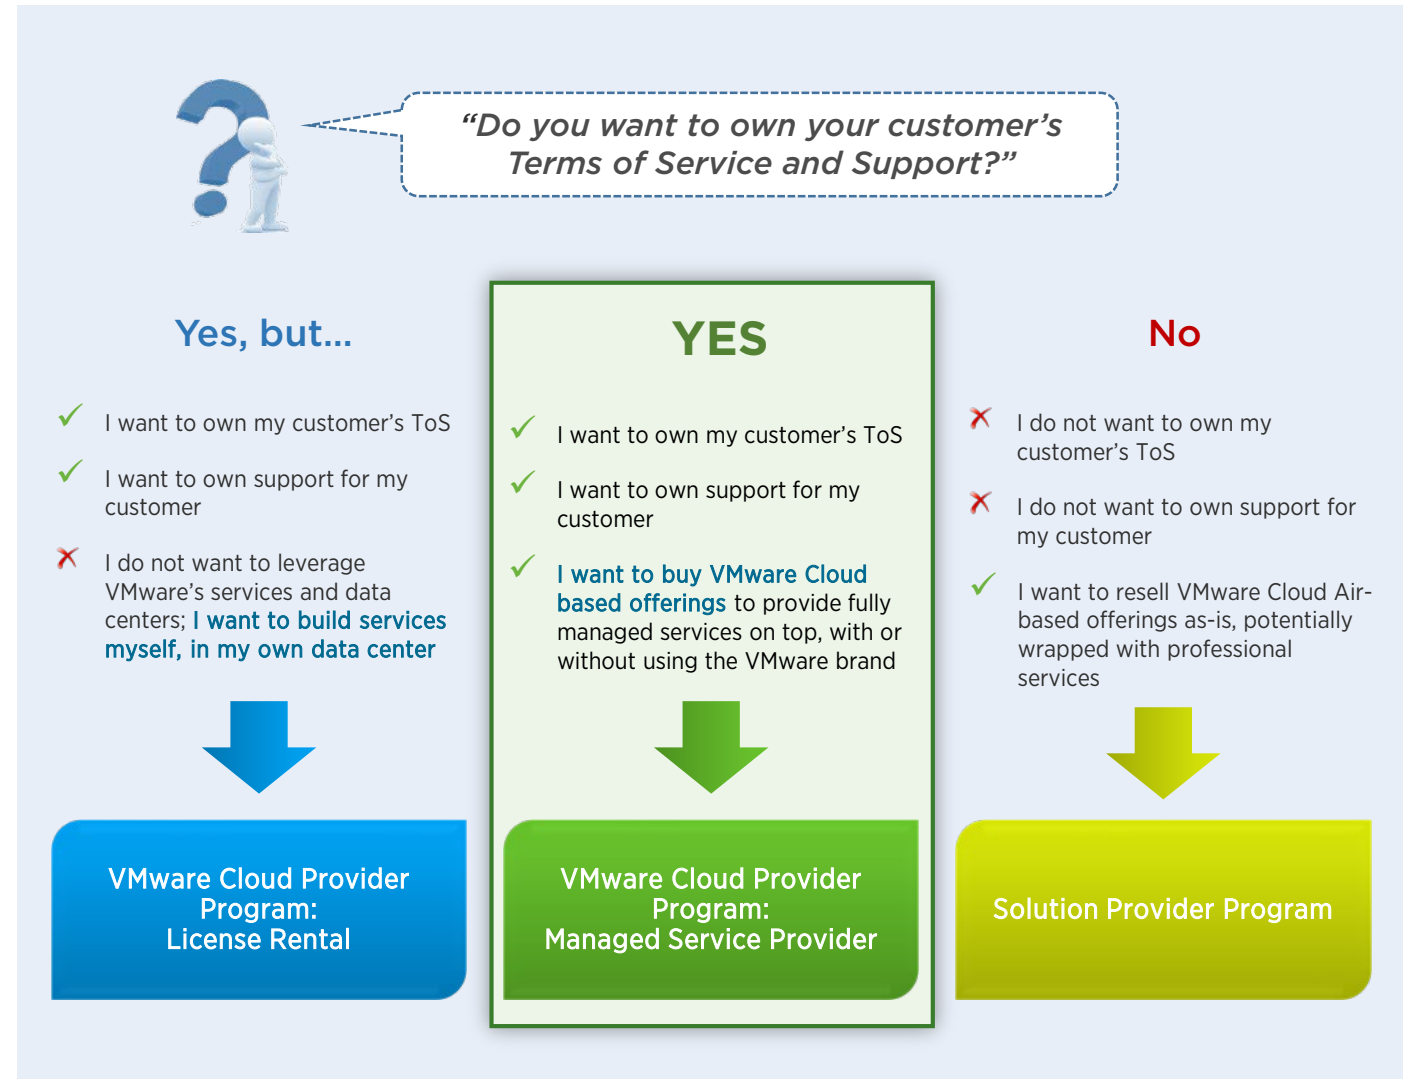 “Do you want to own your customer’s
Terms of Service and Support?”
Yes, but...
I want to own my customer’s ToS
I want to own support for my
customer
I do not want to leverage
VMware’s services and data
centers; I want to build services
myself, in my own data center
VMware Cloud Provider
Program:
License Rental
YES
I want to own my customer’s ToS
I want to own support for my
customer
I want to buy VMware Cloud
based offerings to provide fully
managed services on top, with or
without using the VMware brand
VMware Cloud Provider
Program:
Managed Service Provider
No
I do not want to own my
customer’s ToS
I do not want to own support for
my customer
I want to resell VMware Cloud Air-
based offerings as-is, potentially
wrapped with professional
services
Solution Provider Program